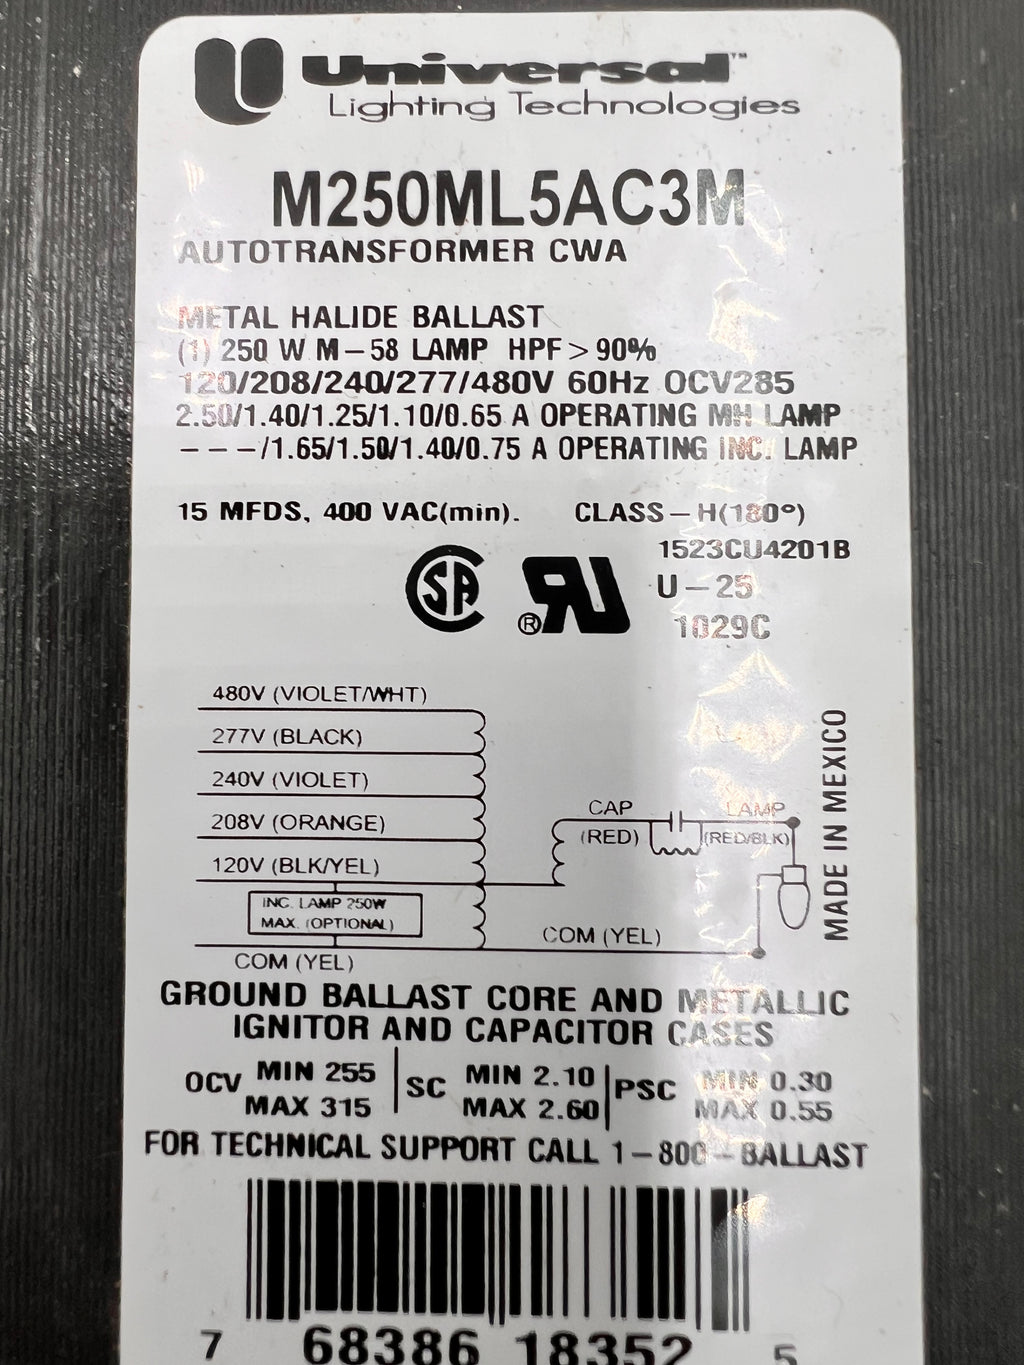 Universal™
Lighting Technologies
M250ML5AC3M
AUTOTRANSFORMER CWA
METAL HALIDE BALLAST
(1) 250 W M-58 LAMP HPF > 90%
120/208/240/277/480V 60Hz OCV285
2.50/1.40/1.25/1.10/0.65 A OPERATING MH LAMP
---/1.65/1.50/1.40/0.75 A OPERATING INC. LAMP
15 MFDS, 400 VAC(min). CLASS-H(180°)
1523CU4201B
U-25
1029C
SA
RU®
480V (VIOLET/WHT)
277V (BLACK)
240V (VIOLET)
208V (ORANGE)
120V (BLK/YEL)
INC. LAMP 250W
MAX. (OPTIONAL)
COM (YEL)
CAP
(RED)
LAMP
(RED/BLK)
COM (YEL)
MADE IN MEXICO
GROUND BALLAST CORE AND METALLIC
IGNITOR AND CAPACITOR CASES
OCV MIN 255 | SC MIN 2.10 | PSC MIN 0.30
MAX 315 MAX 2.60 MAX 0.55
FOR TECHNICAL SUPPORT CALL 1-800-BALLAST
7 68386 18352 5